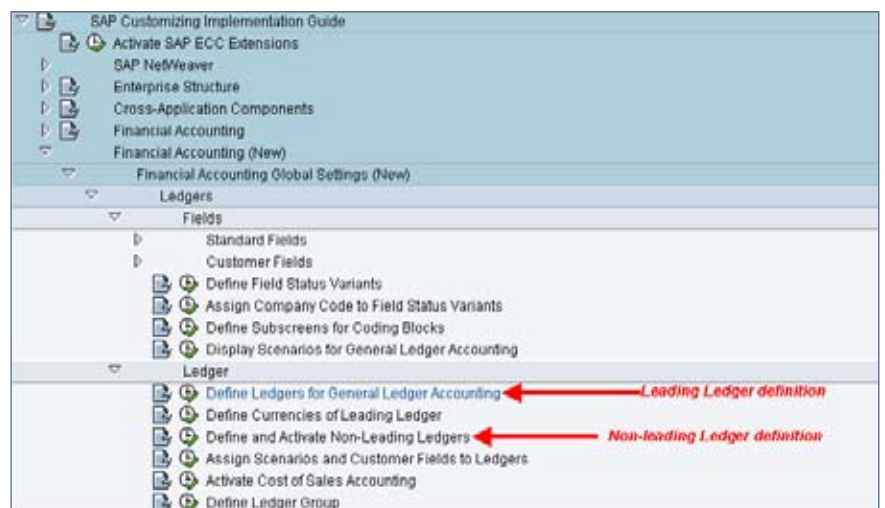 SAP Customizing Implementation Guide
Activate SAP ECC Extensions
SAP NetWeaver
Enterprise Structure
Cross-Application Components
Financial Accounting
Financial Accounting (New)
Financial Accounting Global Settings (New)
Ledgers
Fields
Standard Fields
Customer Fields
Define Field Status Variants
Assign Company Code to Field Status Variants
Define Subscreens for Coding Blocks
Display Scenarios for General Ledger Accounting
Ledger
Define Ledgers for General Ledger Accounting Leading Ledger definition
Define Currencies of Leading Ledger
Define and Activate Non-Leading Ledgers Non-leading Ledger definition
Assign Scenarios and Customer Fields to Ledgers
Activate Cost of Sales Accounting
Define Ledger Group